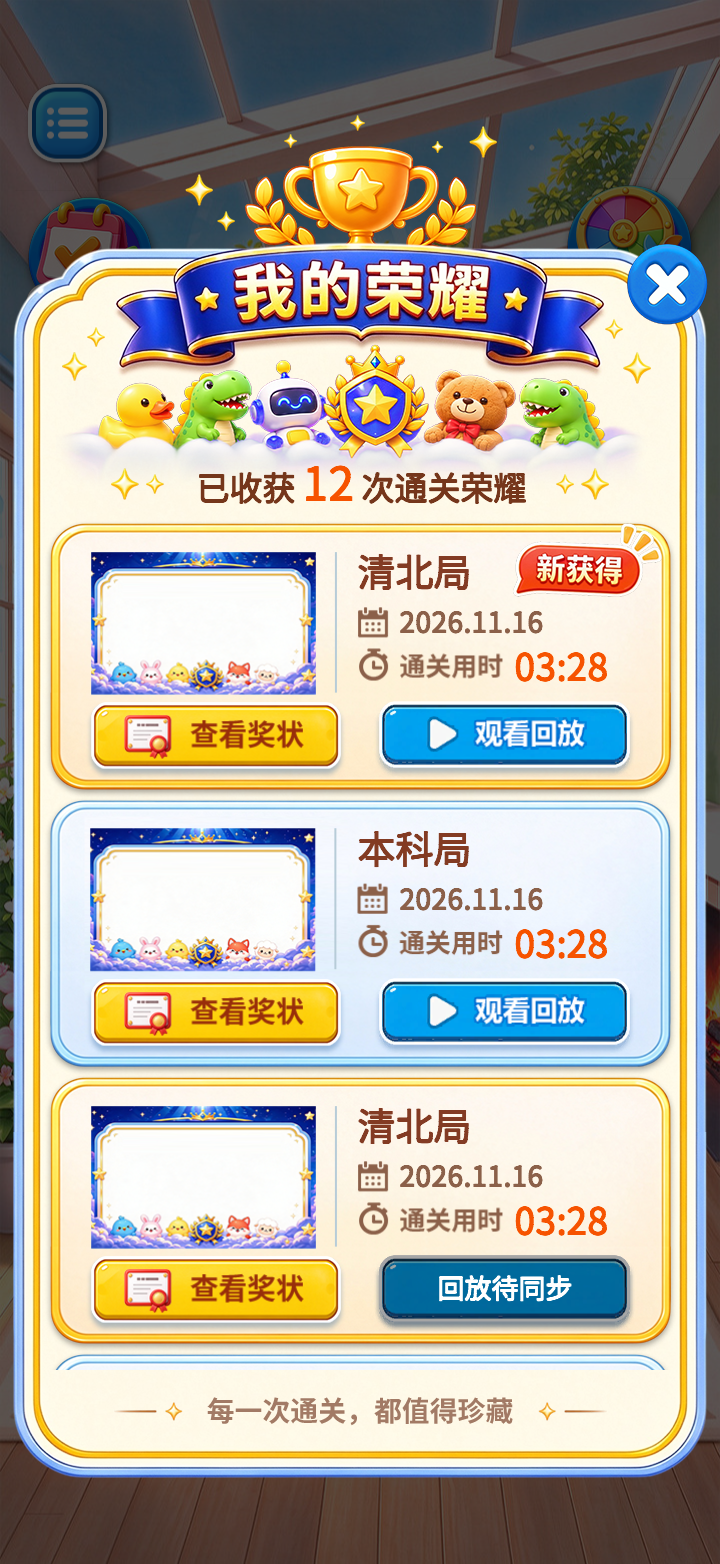 我的荣耀
已收获 12 次通关荣耀
清北局
新获得
2026.11.16
通关用时 03:28
查看奖状
观看回放
本科局
2026.11.16
通关用时 03:28
查看奖状
观看回放
清北局
2026.11.16
通关用时 03:28
查看奖状
回放待同步
每一次通关，都值得珍藏